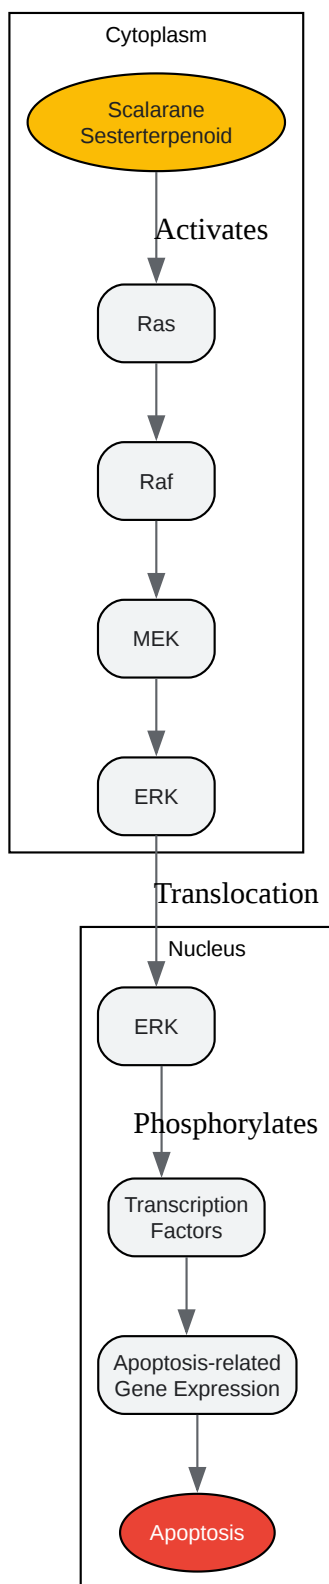 Cytoplasm
Scalarane
Sesterterpenoid
Activates
Ras
Raf
MEK
ERK
Translocation
Nucleus
ERK
Phosphorylates
Transcription
Factors
Apoptosis-related
Gene Expression
Apoptosis